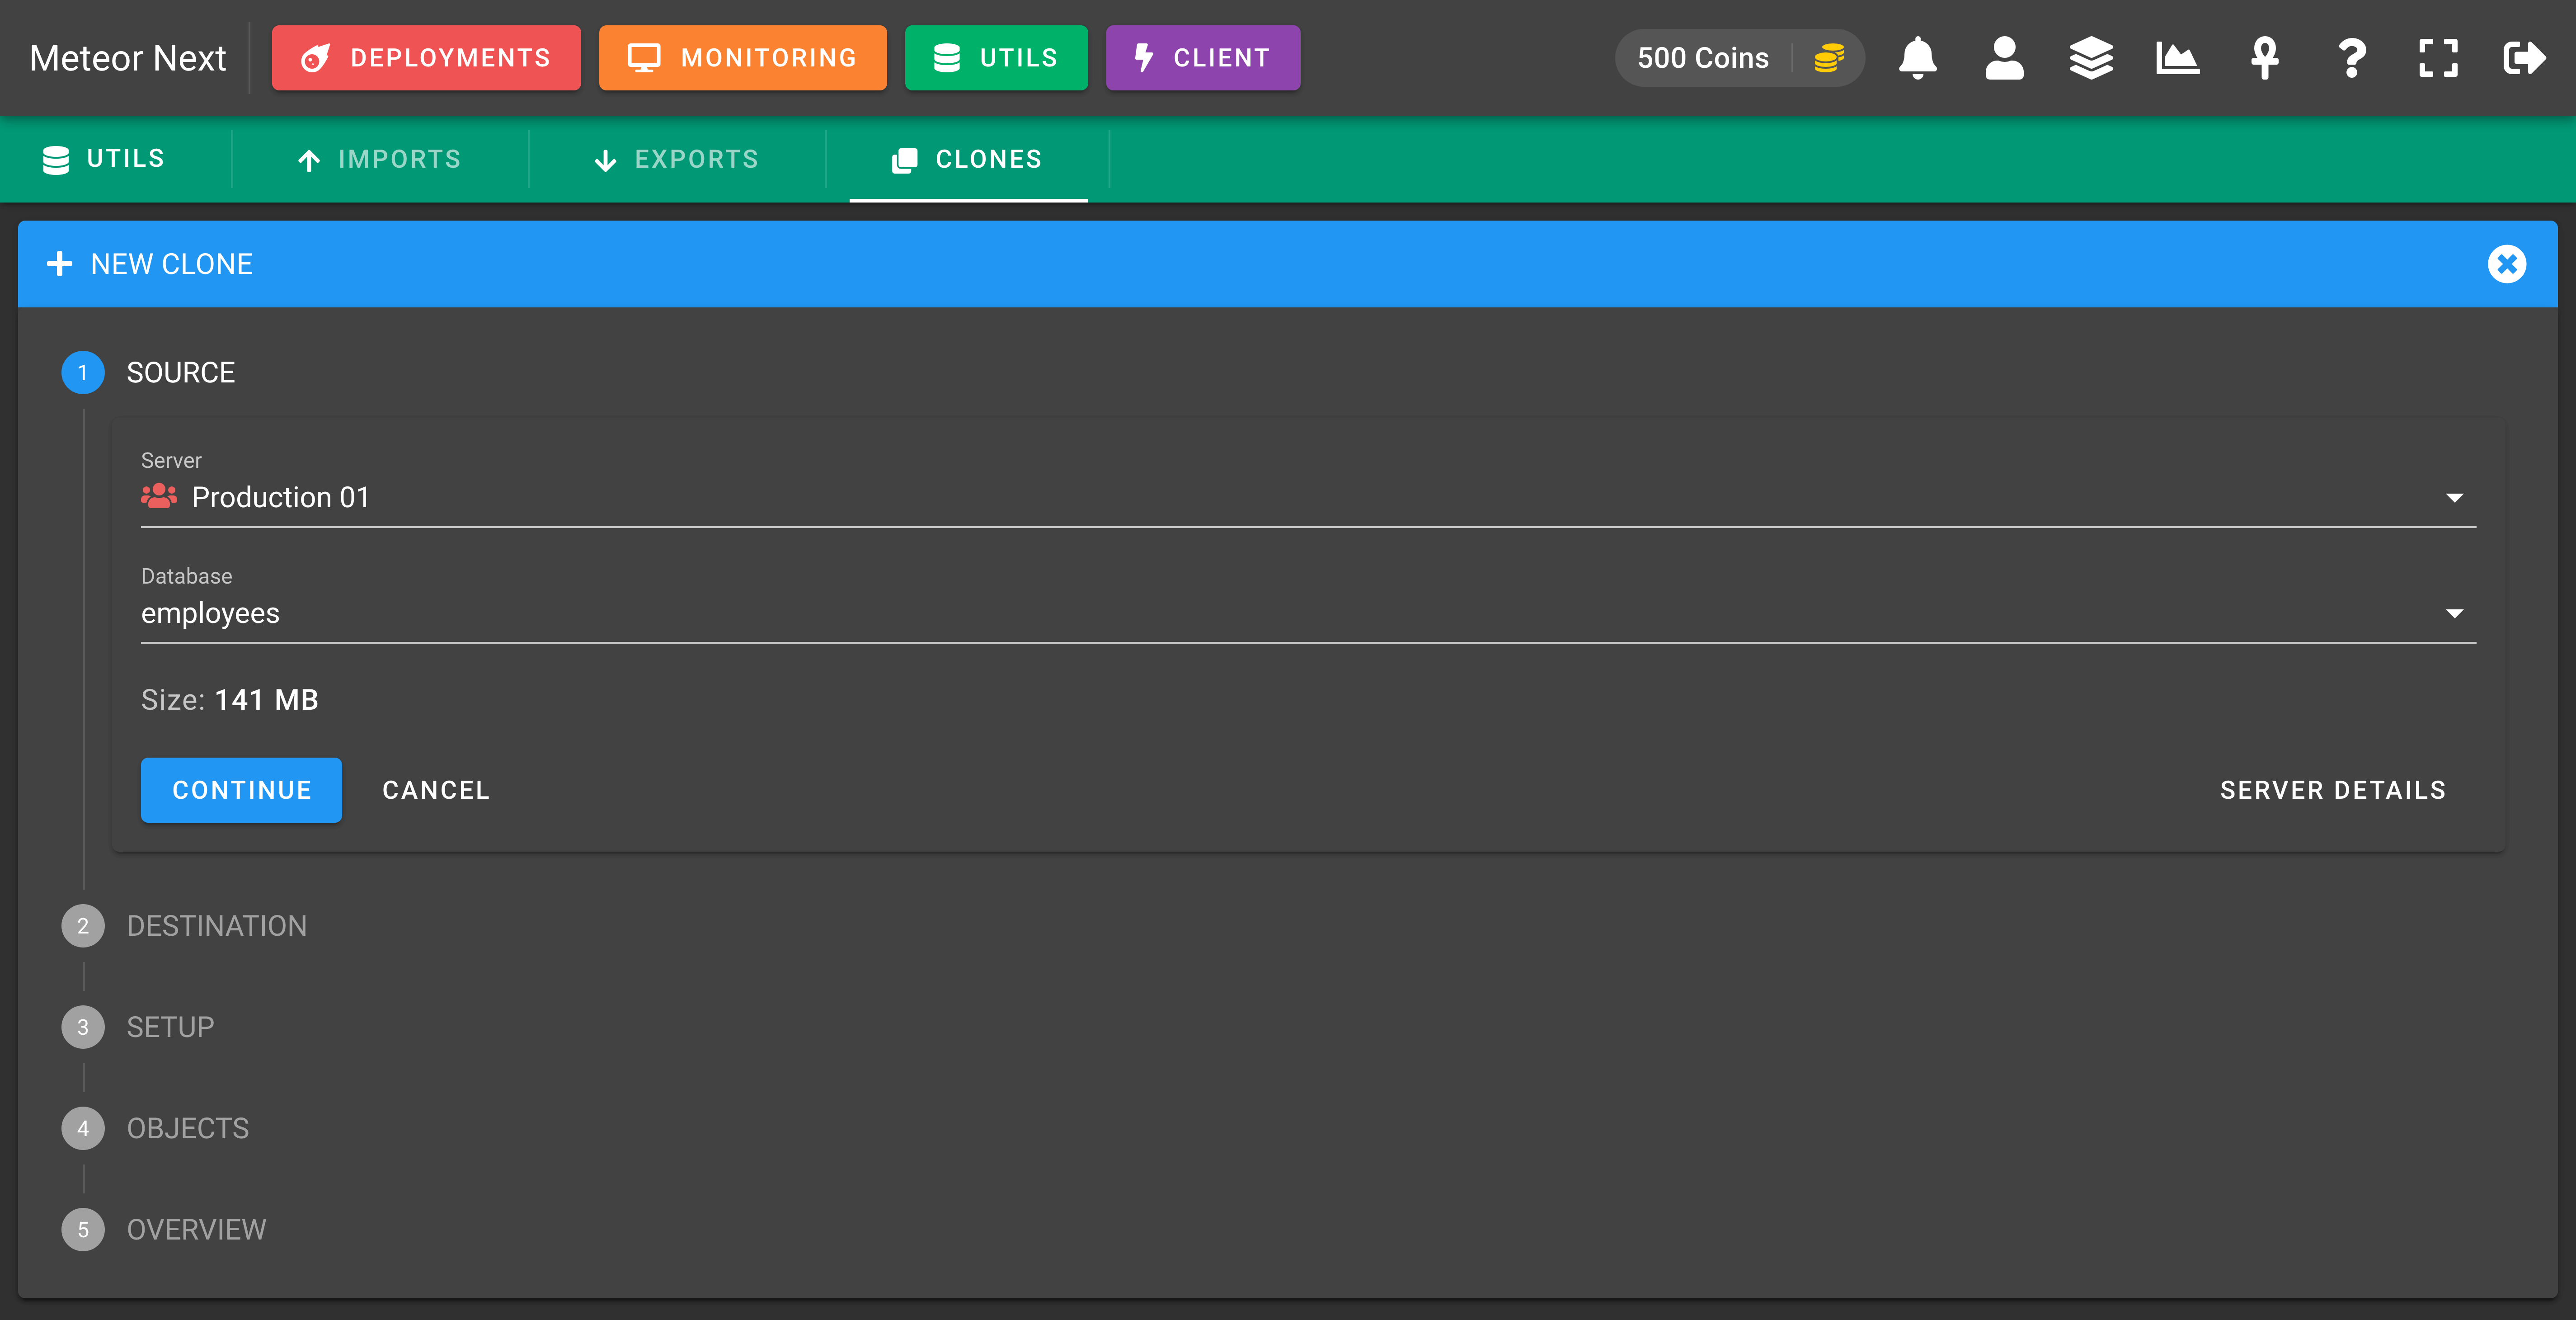 Meteor Next DEPLOYMENTS MONITORING UTILS CLIENT 500 Coins
UTILS IMPORTS EXPORTS CLONES
NEW CLONE
1 SOURCE
Server
Production 01
Database
employees
Size: 141 MB
CONTINUE CANCEL SERVER DETAILS
2 DESTINATION
3 SETUP
4 OBJECTS
5 OVERVIEW